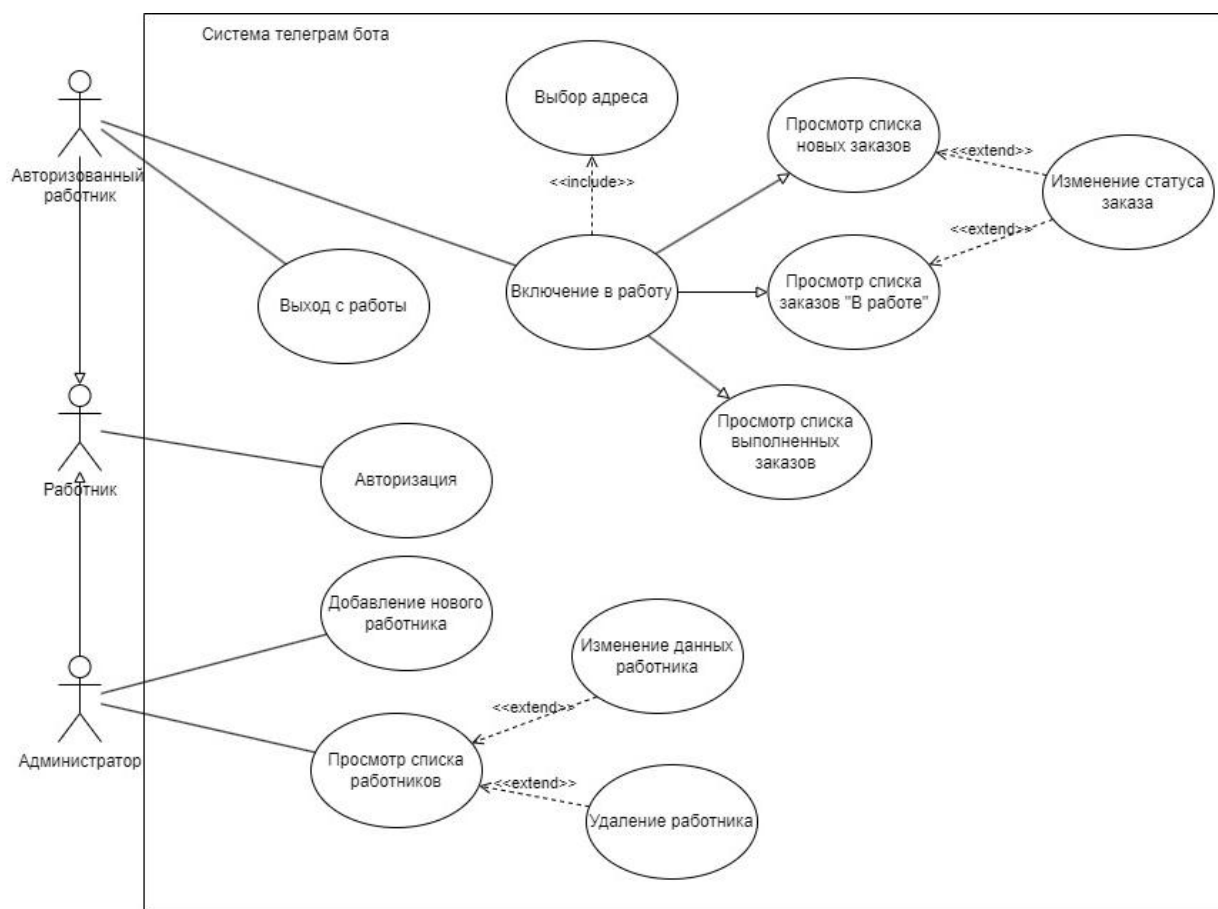 Система телеграм бота
Выбор адреса
Просмотр списка
новых заказов
<<extend>>
Авторизованный
работник
<<include>>
Изменение статуса
заказа
<<extend>>
Выход с работы
Включение в работу
Просмотр списка
заказов "В работе"
Просмотр списка
выполненных
заказов
Работник
Авторизация
Добавление нового
работника
Изменение данных
работника
<<extend>>
Администратор
Просмотр списка
работников
<<extend>>
Удаление работника